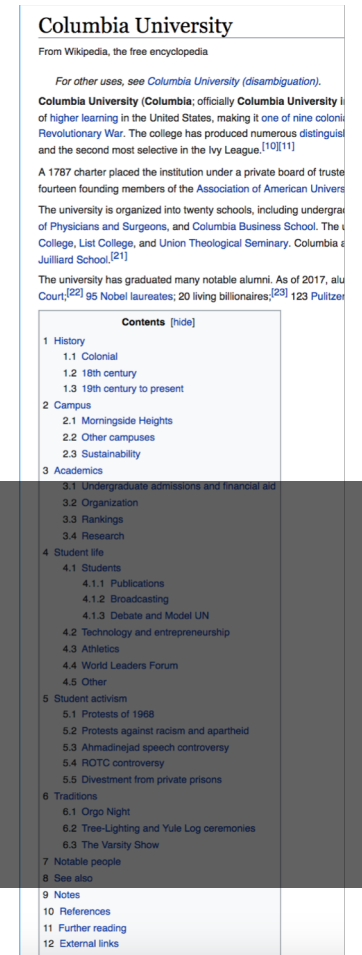 Columbia University
From Wikipedia, the free encyclopedia
For other uses, see Columbia University (disambiguation).
Columbia University (Columbia; officially Columbia University i
of higher learning in the United States, making it one of nine colonia
Revolutionary War. The college has produced numerous distinguis
and the second most selective in the Ivy League.[10][11]
A 1787 charter placed the institution under a private board of truste
fourteen founding members of the Association of American Univers
The university is organized into twenty schools, including undergra
of Physicians and Surgeons, and Columbia Business School. The u
College, List College, and Union Theological Seminary. Columbia a
Juilliard School.[21]
The university has graduated many notable alumni. As of 2017, alu
Court;[22] 95 Nobel laureates; 20 living billionaires;[23] 123 Pulitzer
Contents [hide]
1 History
1.1 Colonial
1.2 18th century
1.3 19th century to present
2 Campus
2.1 Morningside Heights
2.2 Other campuses
2.3 Sustainability
3 Academics
3.1 Undergraduate admissions and financial aid
3.2 Organization
3.3 Rankings
3.4 Research
4 Student life
4.1 Students
4.1.1 Publications
4.1.2 Broadcasting
4.1.3 Debate and Model UN
4.2 Technology and entrepreneurship
4.3 Athletics
4.4 World Leaders Forum
4.5 Other
5 Student activism
5.1 Protests of 1968
5.2 Protests against racism and apartheid
5.3 Ahmadinejad speech controversy
5.4 ROTC controversy
5.5 Divestment from private prisons
6 Traditions
6.1 Orgo Night
6.2 Tree-Lighting and Yule Log ceremonies
6.3 The Varsity Show
7 Notable people
8 See also
9 Notes
10 References
11 Further reading
12 External links